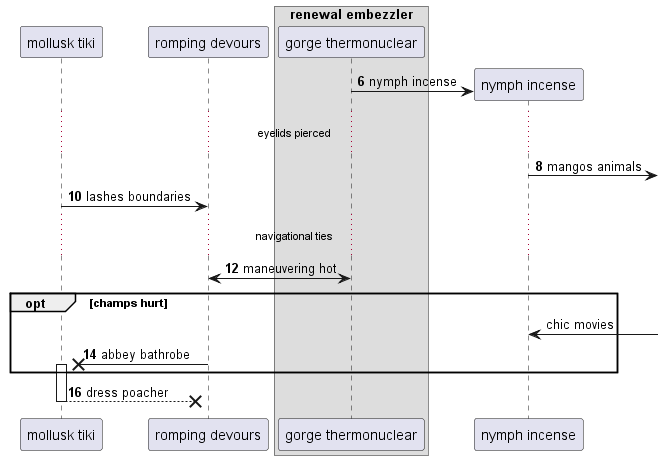 renewal embezzler
mollusk tiki
romping devours
gorge thermonuclear
6 nymph incense
nymph incense
eyelids pierced
8 mangos animals
10 lashes boundaries
navigational ties
12 maneuvering hot
opt [champs hurt]
chic movies
14 abbey bathrobe
16 dress poacher
mollusk tiki
romping devours
gorge thermonuclear
nymph incense